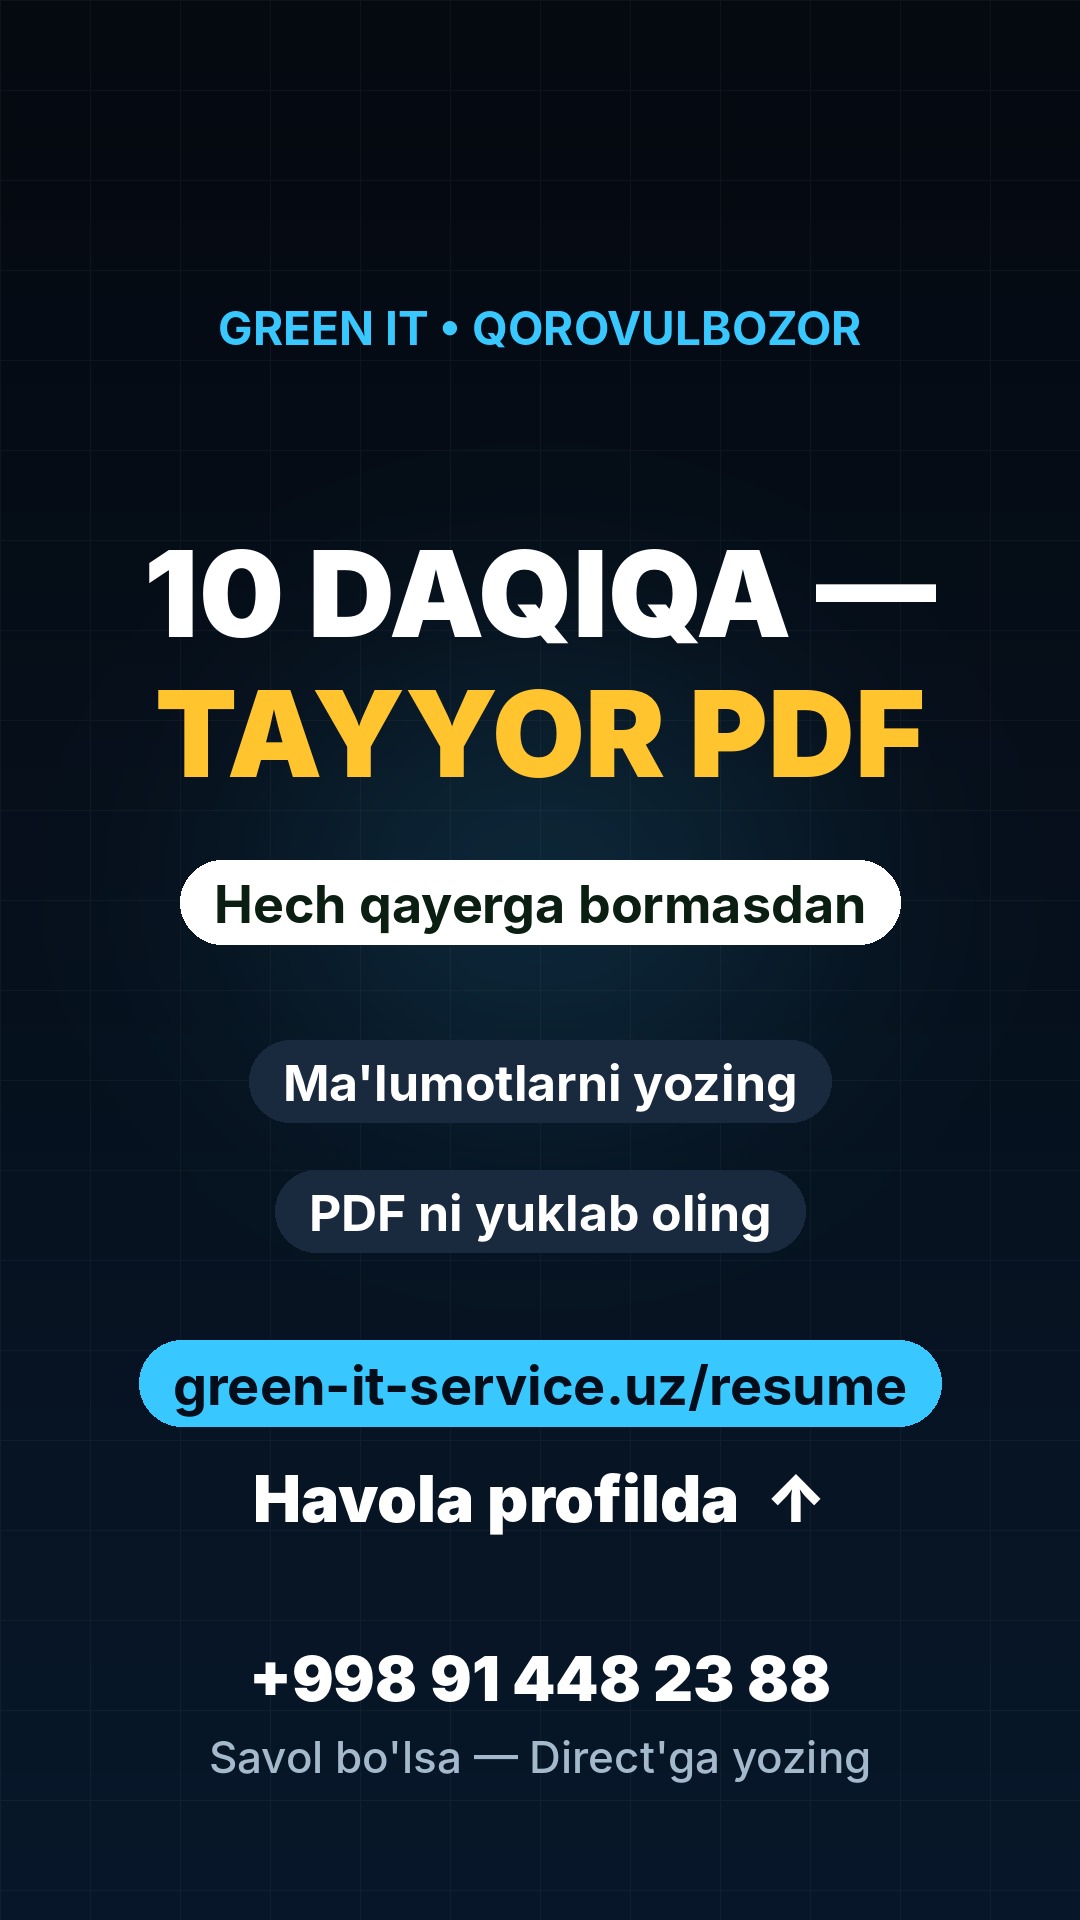 GREEN IT • QOROVULBOZOR
10 DAQIQA —
TAYYOR PDF
Hech qayerga bormasdan
Ma'lumotlarni yozing
PDF ni yuklab oling
green-it-service.uz/resume
Havola profilda ↑
+998 91 448 23 88
Savol bo'lsa — Direct'ga yozing